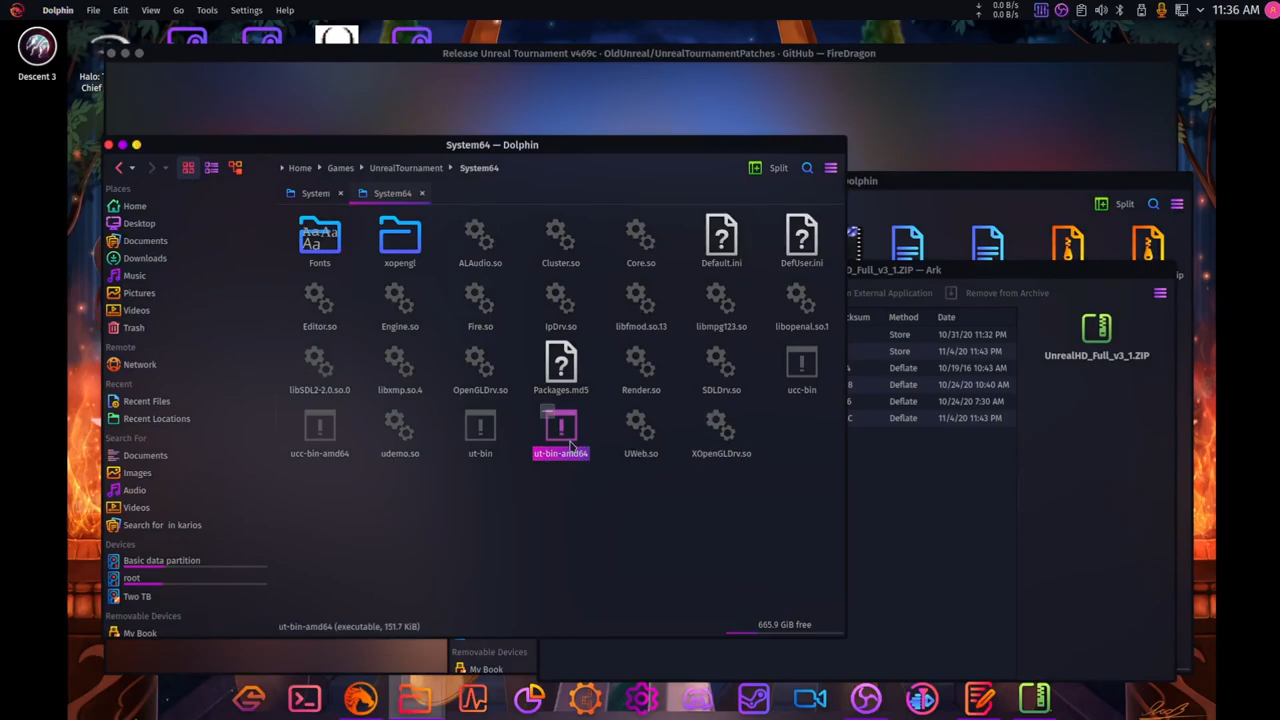 Dolphin File Edit View Go Tools Settings Help
0.0 B/s
0.0 B/s
11:36 AM
Descent 3
Halo:
Chief
Release Unreal Tournament v469c · OldUnreal/UnrealTournamentPatches · GitHub — FireDragon
System64 — Dolphin
Home Games UnrealTournament System64
Split
System System64
Places
Home
Desktop
Documents
Downloads
Music
Pictures
Videos
Trash
Remote
Network
Recent
Recent Files
Recent Locations
Search For
Documents
Images
Audio
Videos
Search for in karios
Devices
Basic data partition
root
Two TB
Removable Devices
My Book
Fonts xopengl ALAudio.so Cluster.so Core.so Default.ini DefUser.ini
Editor.so Engine.so Fire.so IpDrv.so libfmod.so.13 libmpg123.so libopenal.so.1
libSDL2-2.0.so.0 libxmp.so.4 OpenGLDrv.so Packages.md5 Render.so SDLDrv.so ucc-bin
ucc-bin-amd64 udemo.so ut-bin ut-bin-amd64 UWeb.so XOpenGLDrv.so
ut-bin-amd64 (executable, 151.7 KiB)
665.9 GiB free
Dolphin
Split
ip
D_Full_v3_1.ZIP — Ark
n External Application Remove from Archive
cksum Method Date
Store 10/31/20 11:32 PM
Store 11/4/20 11:43 PM
4 Deflate 10/19/16 10:43 AM
8 Deflate 10/24/20 10:40 AM
6 Deflate 10/24/20 7:30 AM
C Deflate 11/4/20 11:43 PM
UnrealHD_Full_v3_1.ZIP
Removable Devices
My Book